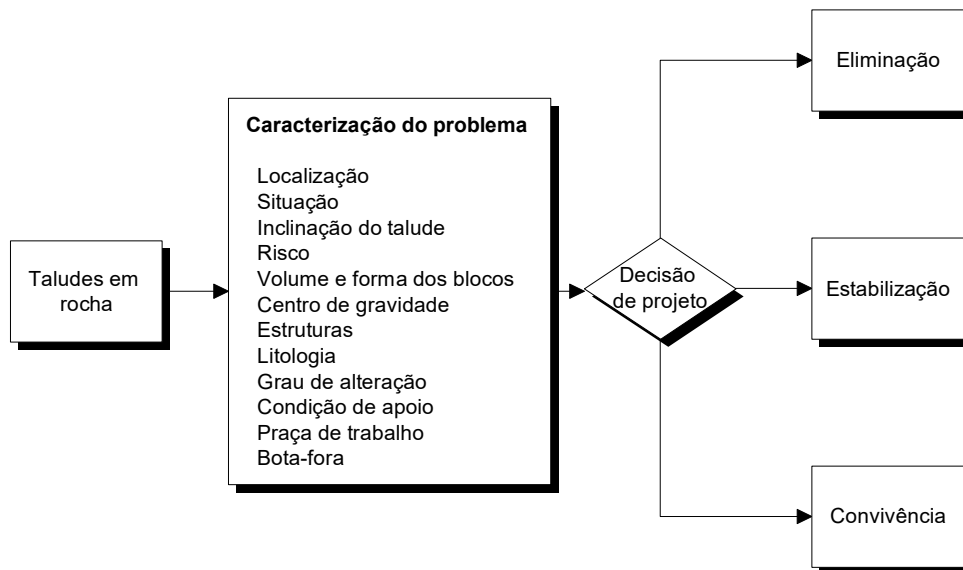 Taludes em
rocha
Caracterização do problema
Localização
Situação
Inclinação do talude
Risco
Volume e forma dos blocos
Centro de gravidade
Estruturas
Litologia
Grau de alteração
Condição de apoio
Praça de trabalho
Bota-fora
Decisão
de projeto
Eliminação
Estabilização
Convivência